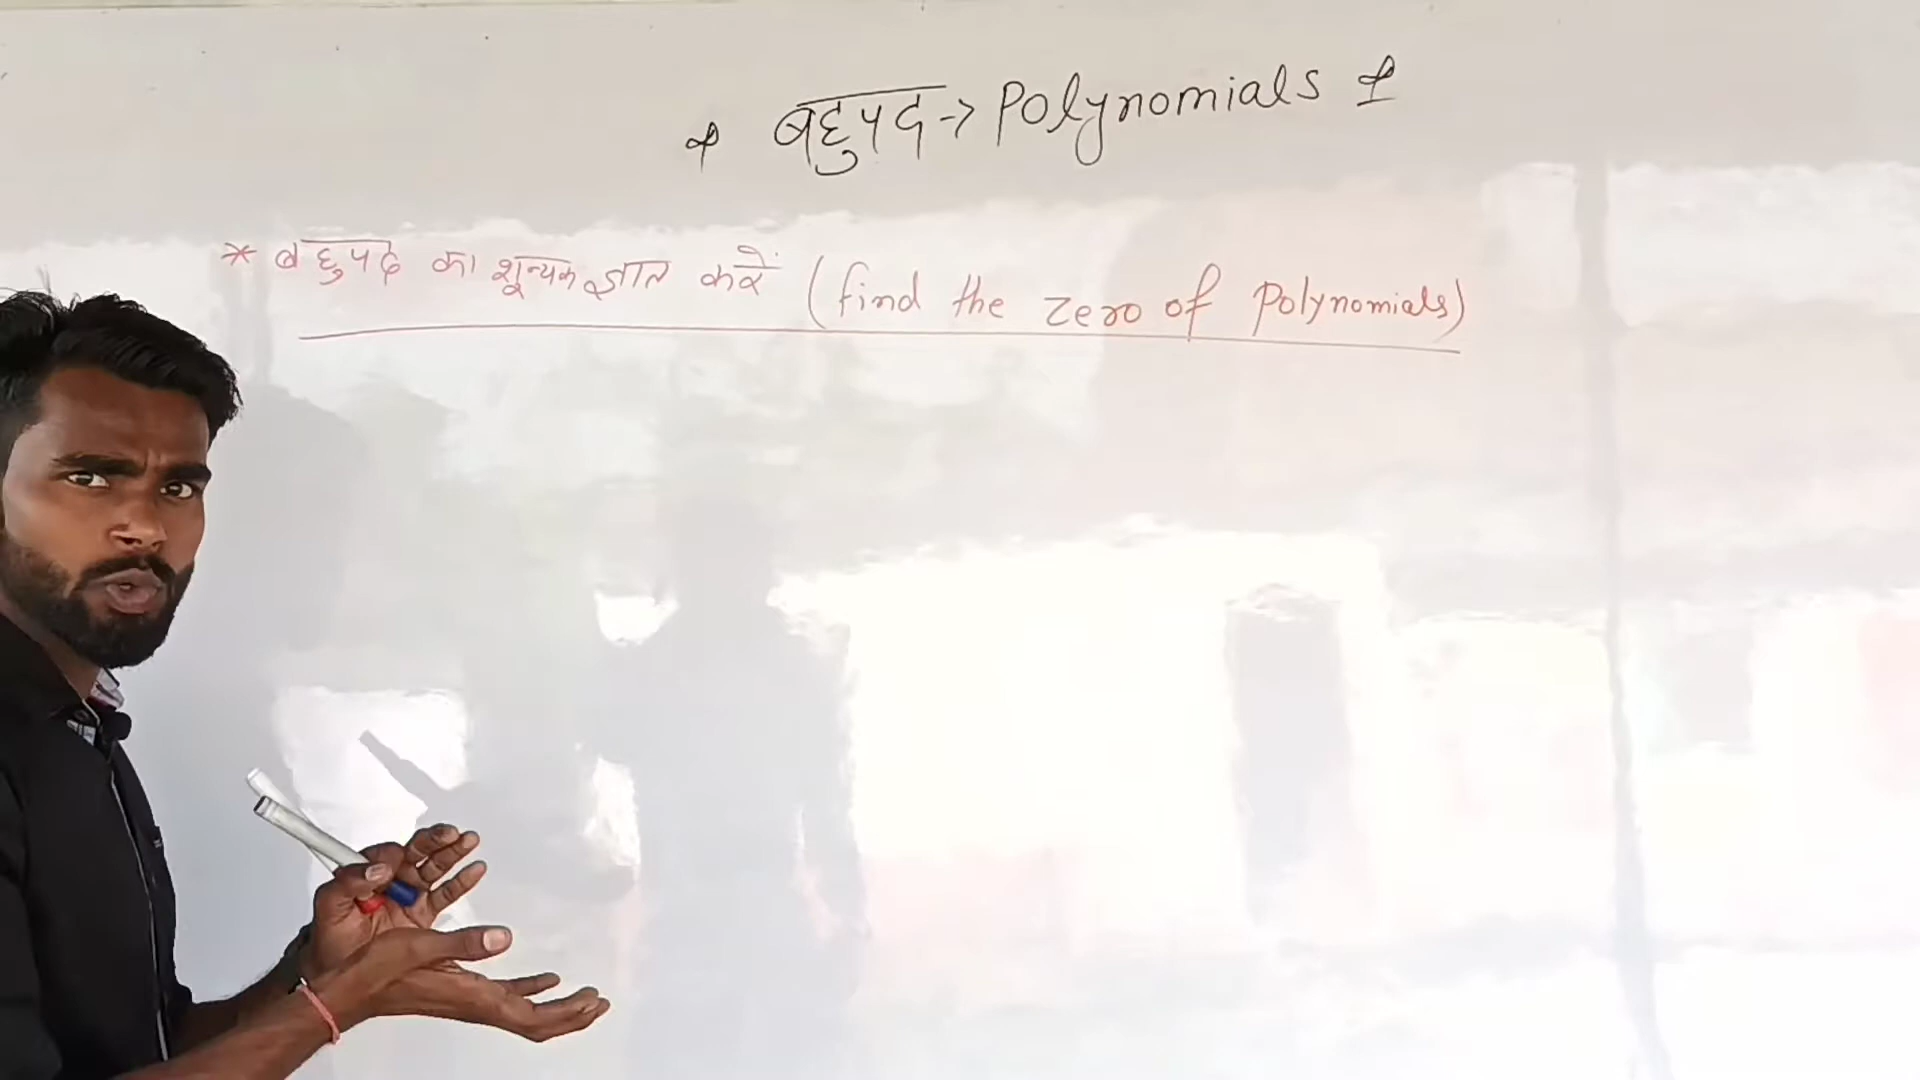 बहुपद -> Polynomials
* बहुपद का शून्यक ज्ञात करें (find the zero of Polynomials)